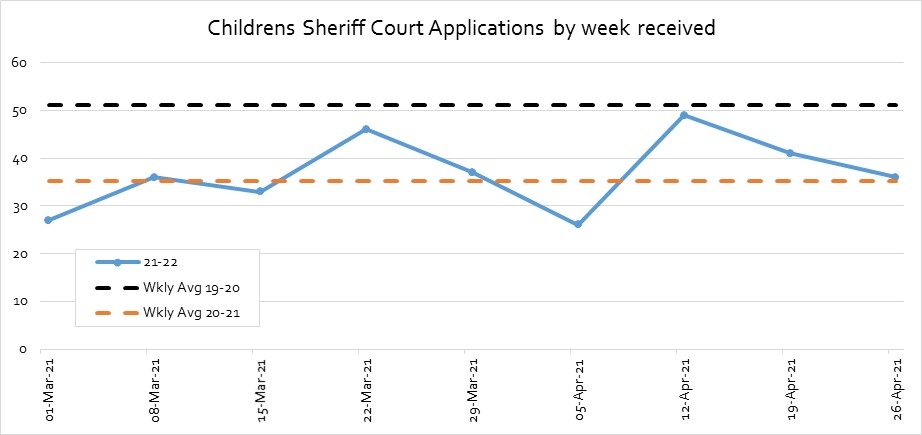 Childrens Sheriff Court Applications by week received
60
50
40
30
20
10
0
21-22
Wkly Avg 19-20
Wkly Avg 20-21
01-Mar-21
08-Mar-21
15-Mar-21
22-Mar-21
29-Mar-21
05-Apr-21
12-Apr-21
19-Apr-21
26-Apr-21